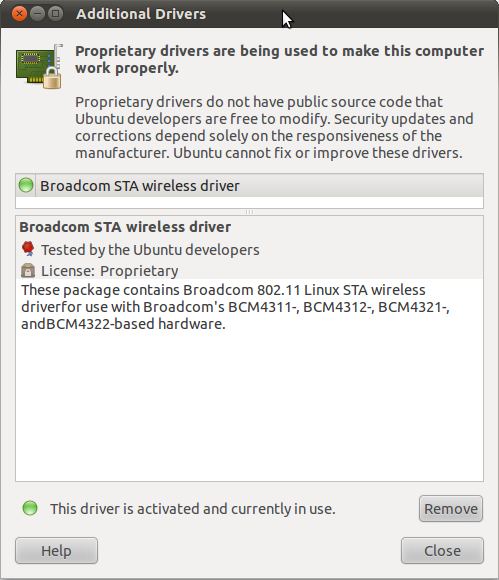 Additional Drivers
Proprietary drivers are being used to make this computer
work properly.
Proprietary drivers do not have public source code that
Ubuntu developers are free to modify. Security updates and
corrections depend solely on the responsiveness of the
manufacturer. Ubuntu cannot fix or improve these drivers.
Broadcom STA wireless driver
Broadcom STA wireless driver
Tested by the Ubuntu developers
License: Proprietary
These package contains Broadcom 802.11 Linux STA wireless
driverfor use with Broadcom's BCM4311-, BCM4312-, BCM4321-,
andBCM4322-based hardware.
This driver is activated and currently in use.
Remove
Help
Close